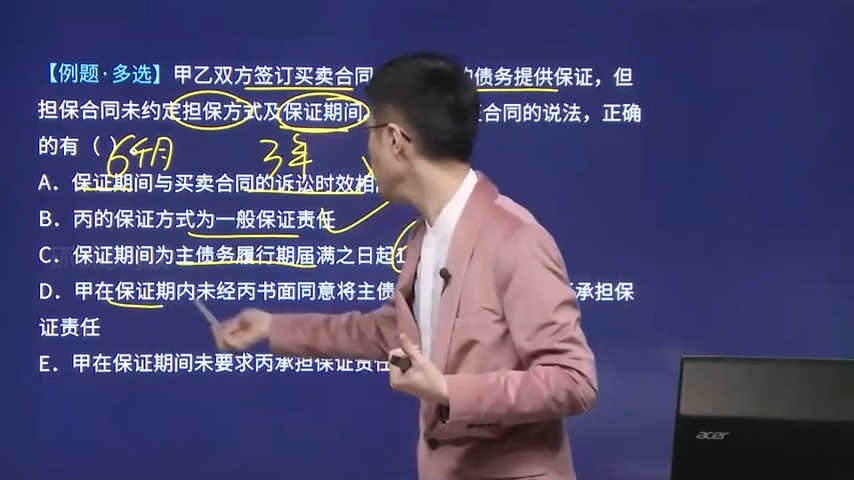 【例题·多选】甲乙双方签订买卖合同 的债务提供保证，但
担保合同未约定担保方式及保证期间 合同的说法，正确
的有（ ）
6个月
3年
A．保证期间与买卖合同的诉讼时效相
B．丙的保证方式为一般保证责任
C．保证期间为主债务履行期届满之日起
D．甲在保证期内未经丙书面同意将主债 承担保
证责任
E．甲在保证期间未要求丙承担保证责任
acer